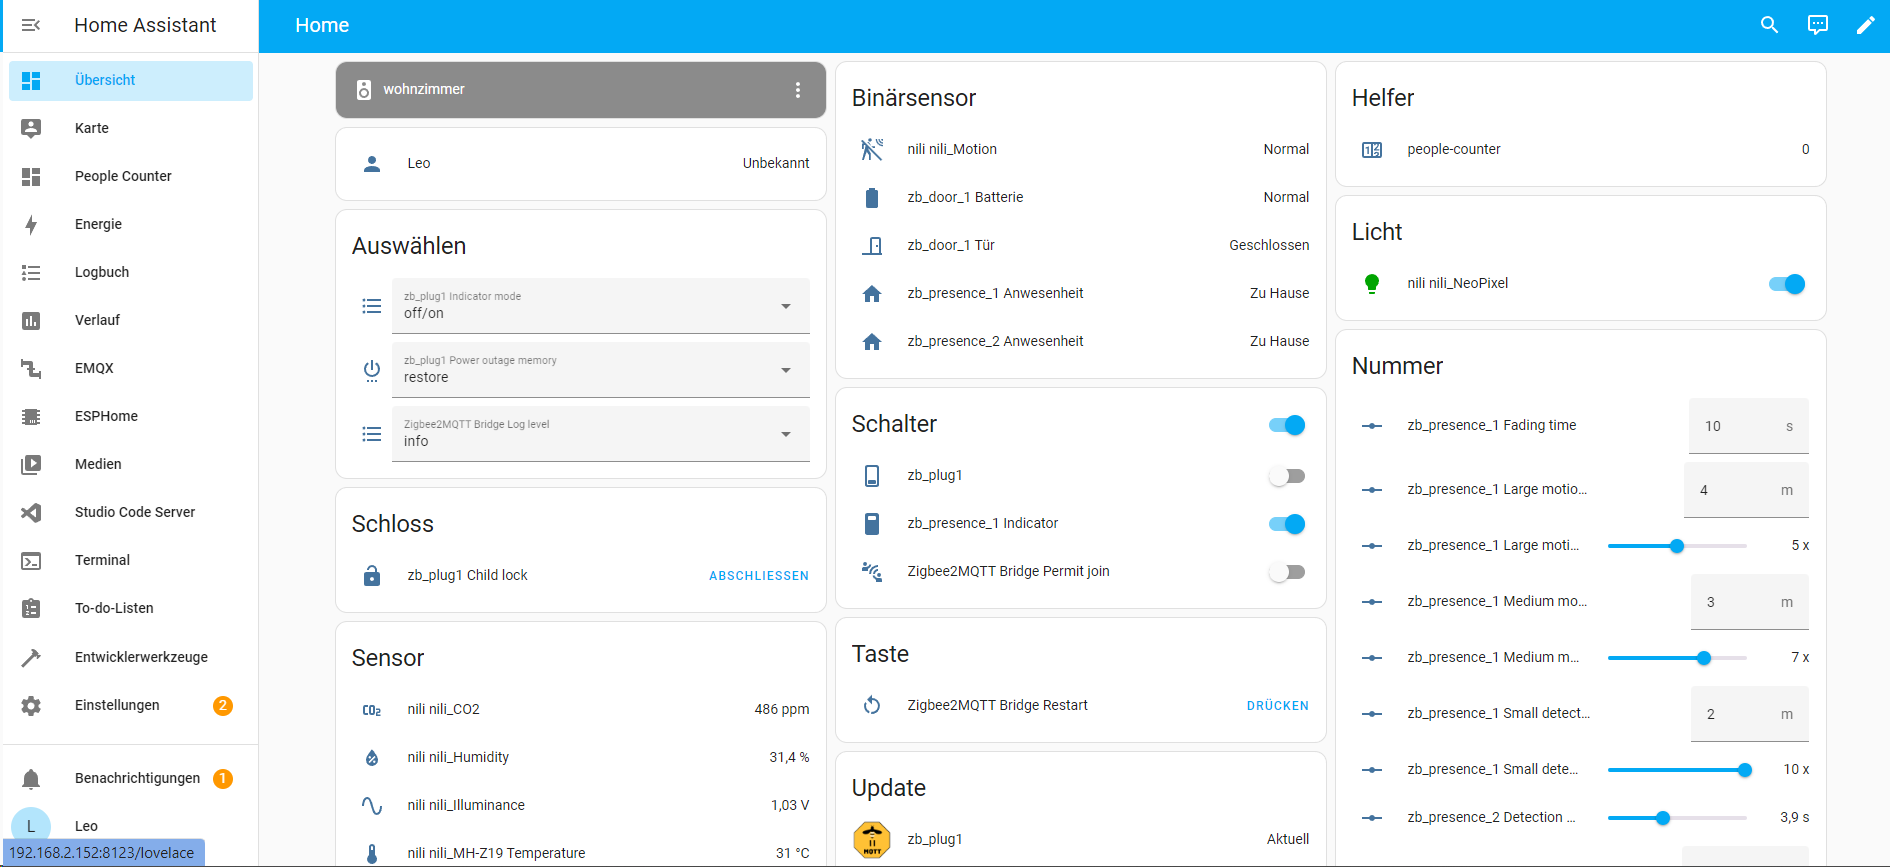 Home Assistant
Home
Übersicht
Karte
People Counter
Energie
Logbuch
Verlauf
EMQX
ESPHome
Medien
Studio Code Server
Terminal
To-do-Listen
Entwicklerwerkzeuge
Einstellungen 2
Benachrichtigungen 1
L Leo
192.168.2.152:8123/lovelace
wohnzimmer
Leo Unbekannt
Auswählen
zb_plug1 Indicator mode
off/on
zb_plug1 Power outage memory
restore
Zigbee2MQTT Bridge Log level
info
Schloss
zb_plug1 Child lock ABSCHLIESSEN
Sensor
CO2 nili nili_CO2 486 ppm
nili nili_Humidity 31,4 %
nili nili_Illuminance 1,03 V
nili nili_MH-Z19 Temperature 31 °C
Binärsensor
nili nili_Motion Normal
zb_door_1 Batterie Normal
zb_door_1 Tür Geschlossen
zb_presence_1 Anwesenheit Zu Hause
zb_presence_2 Anwesenheit Zu Hause
Schalter
zb_plug1
zb_presence_1 Indicator
Zigbee2MQTT Bridge Permit join
Taste
Zigbee2MQTT Bridge Restart DRÜCKEN
Update
MQTT zb_plug1 Aktuell
Helfer
people-counter 0
Licht
nili nili_NeoPixel
Nummer
zb_presence_1 Fading time 10 s
zb_presence_1 Large motio... 4 m
zb_presence_1 Large moti... 5 x
zb_presence_1 Medium mo... 3 m
zb_presence_1 Medium m... 7 x
zb_presence_1 Small detect... 2 m
zb_presence_1 Small dete... 10 x
zb_presence_2 Detection ... 3,9 s